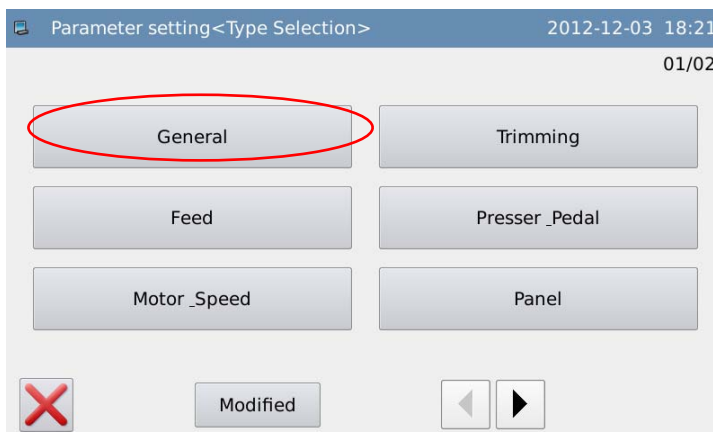 Parameter setting<Type Selection> 2012-12-03 18:21
01/02
General Trimming
Feed Presser _Pedal
Motor _Speed Panel
Modified